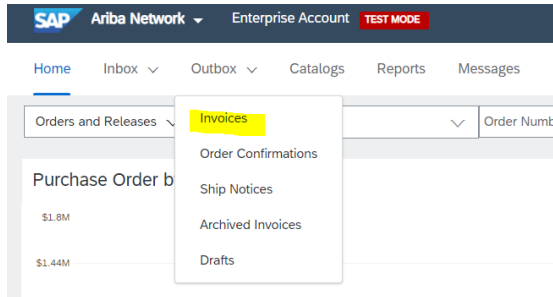 SAP Ariba Network Enterprise Account TEST MODE
Home Inbox Outbox Catalogs Reports Messages
Orders and Releases Order Numb
Invoices
Order Confirmations
Ship Notices
Archived Invoices
Drafts
Purchase Order b
$1.8M
$1.44M